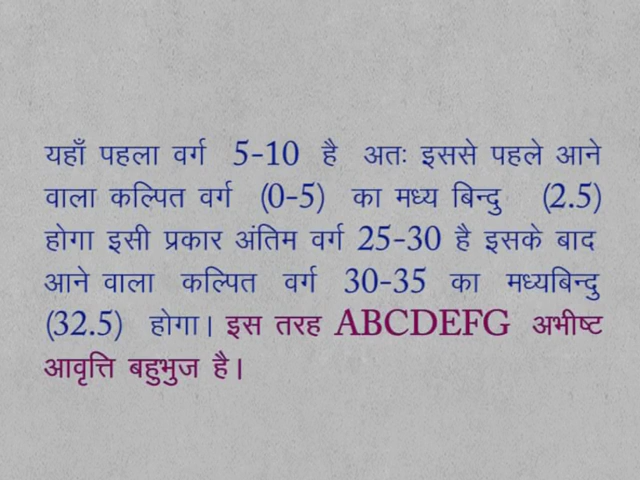 यहाँ पहला वर्ग 5-10 है अतः इससे पहले आने
वाला कल्पित वर्ग (0-5) का मध्य बिन्दु (2.5)
होगा इसी प्रकार अंतिम वर्ग 25-30 है इसके बाद
आने वाला कल्पित वर्ग 30-35 का मध्यबिन्दु
(32.5) होगा। इस तरह ABCDEFG अभीष्ट
आवृत्ति बहुभुज है।